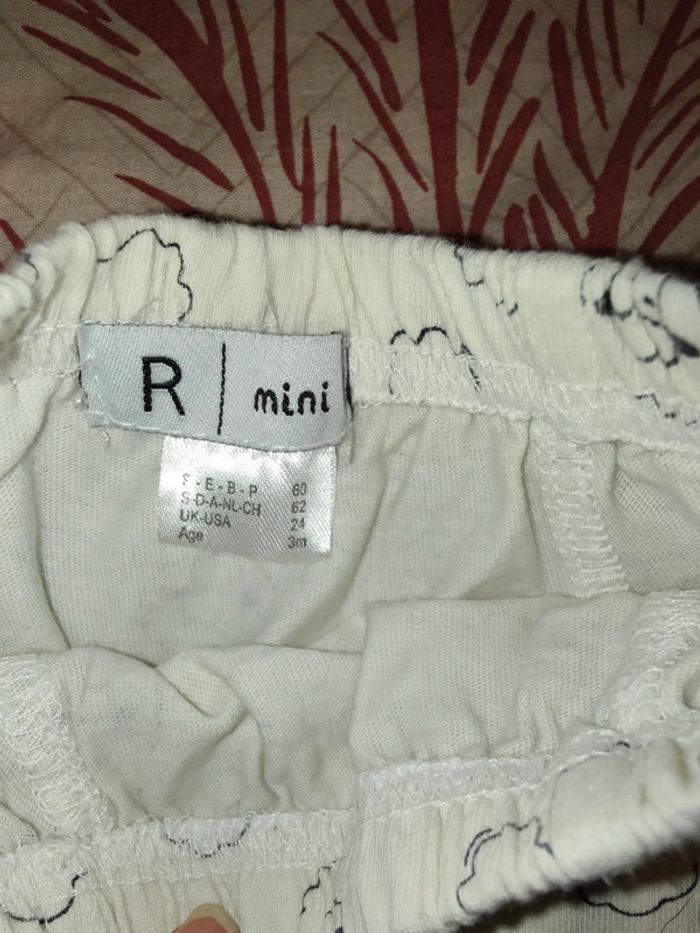 R | mini
F-E-B-P 60
S-D-A-NL-CH 62
UK-USA 24
Age 3m